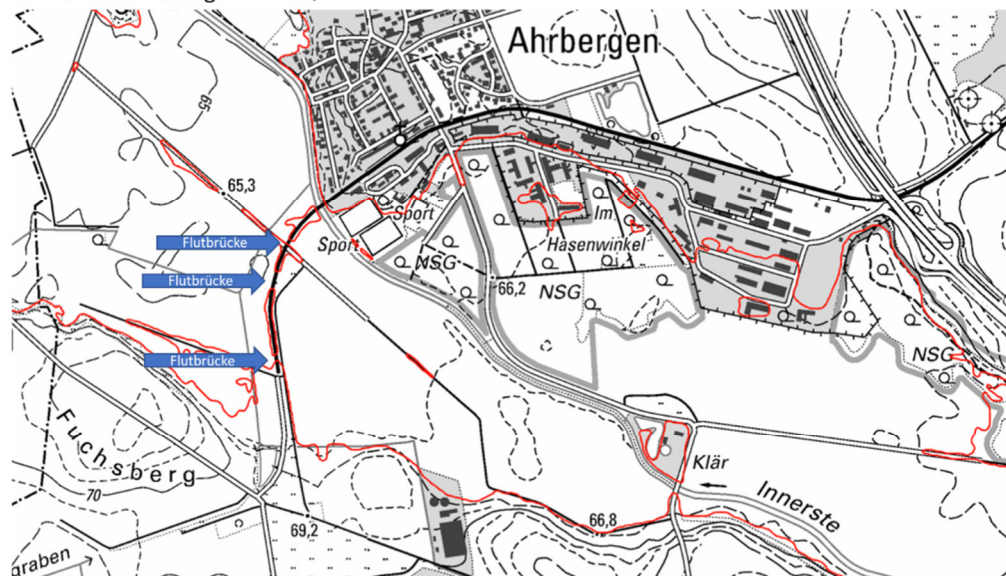 Ahrbergen
65
65,3
Flutbrücke
Flutbrücke
Flutbrücke
Sport
Sport
NSG
Im
Hasenwinkel
66,2
NSG
NSG
Fuchsberg
70
69,2
66,8
Klär
Innerste
graben